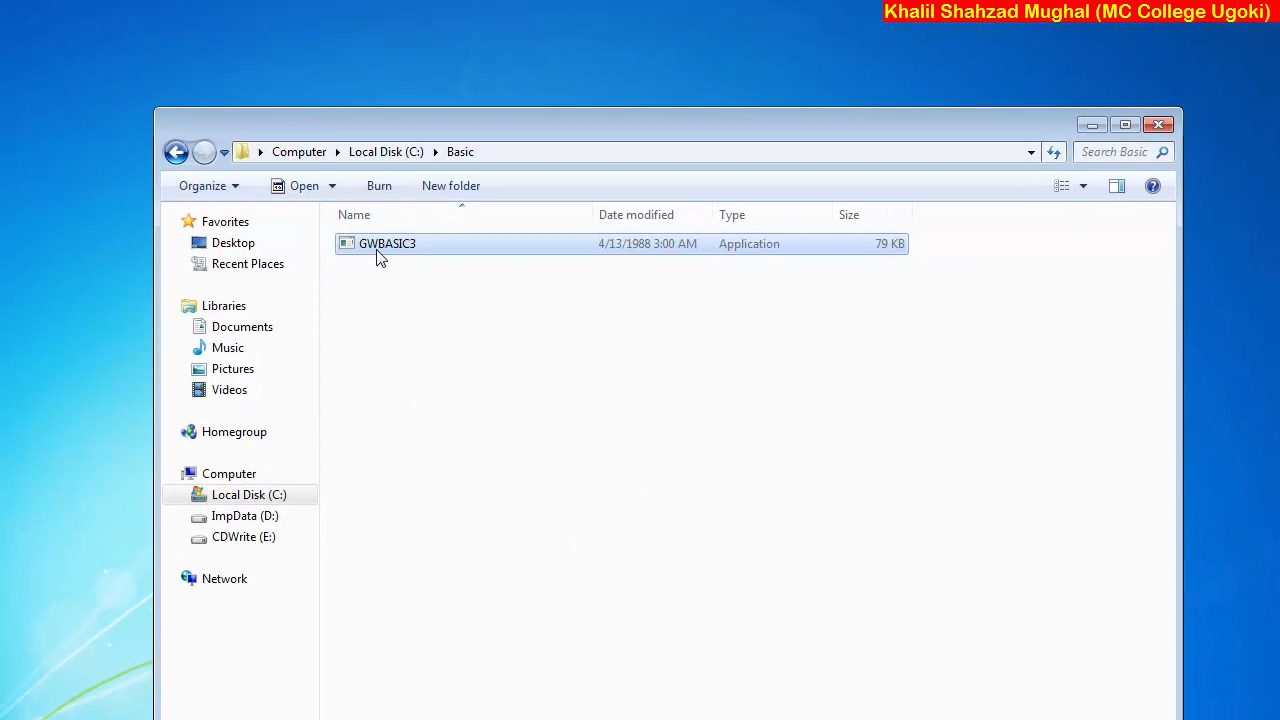 Khalil Shahzad Mughal (MC College Ugoki)
Computer Local Disk (C:) Basic
Search Basic
Organize Open Burn New folder
Name Date modified Type Size
GWBASIC3 4/13/1988 3:00 AM Application 79 KB
Favorites
Desktop
Recent Places
Libraries
Documents
Music
Pictures
Videos
Homegroup
Computer
Local Disk (C:)
ImpData (D:)
CDWrite (E:)
Network